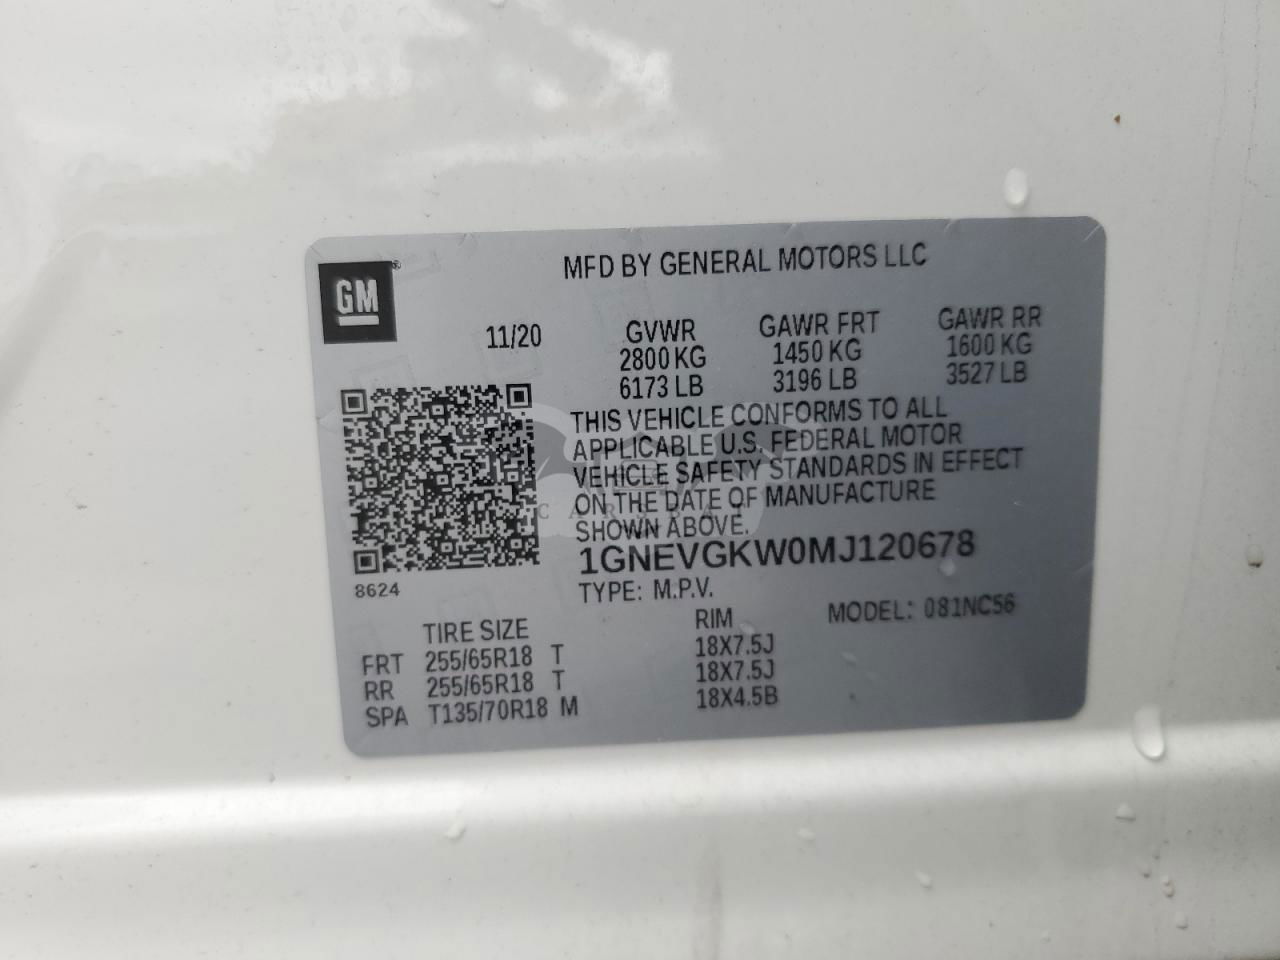 MFD BY GENERAL MOTORS LLC
GM®
11/20 GVWR GAWR FRT GAWR RR
2800 KG 1450 KG 1600 KG
6173 LB 3196 LB 3527 LB
THIS VEHICLE CONFORMS TO ALL
APPLICABLE U.S. FEDERAL MOTOR
VEHICLE SAFETY STANDARDS IN EFFECT
ON THE DATE OF MANUFACTURE
SHOWN ABOVE.
1GNEVGKW0MJ120678
8624
TYPE: M.P.V. MODEL: 081NC56
TIRE SIZE RIM
FRT 255/65R18 T 18X7.5J
RR 255/65R18 T 18X7.5J
SPA T135/70R18 M 18X4.5B